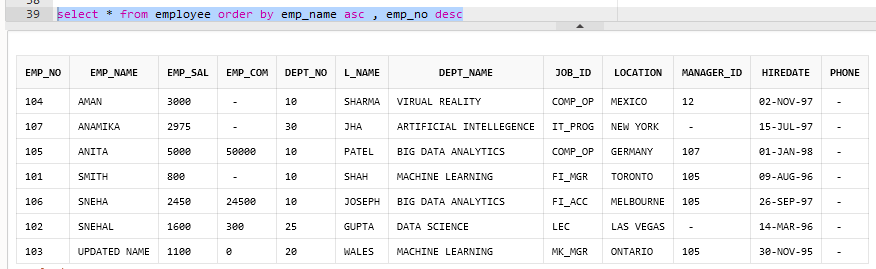 39 select * from employee order by emp_name asc , emp_no desc
EMP_NO EMP_NAME EMP_SAL EMP_COM DEPT_NO L_NAME DEPT_NAME JOB_ID LOCATION MANAGER_ID HIREDATE PHONE
104 AMAN 3000 - 10 SHARMA VIRUAL REALITY COMP_OP MEXICO 12 02-NOV-97 -
107 ANAMIKA 2975 - 30 JHA ARTIFICIAL INTELLEGENCE IT_PROG NEW YORK - 15-JUL-97 -
105 ANITA 5000 50000 10 PATEL BIG DATA ANALYTICS COMP_OP GERMANY 107 01-JAN-98 -
101 SMITH 800 - 10 SHAH MACHINE LEARNING FI_MGR TORONTO 105 09-AUG-96 -
106 SNEHA 2450 24500 10 JOSEPH BIG DATA ANALYTICS FI_ACC MELBOURNE 105 26-SEP-97 -
102 SNEHAL 1600 300 25 GUPTA DATA SCIENCE LEC LAS VEGAS - 14-MAR-96 -
103 UPDATED NAME 1100 0 20 WALES MACHINE LEARNING MK_MGR ONTARIO 105 30-NOV-95 -